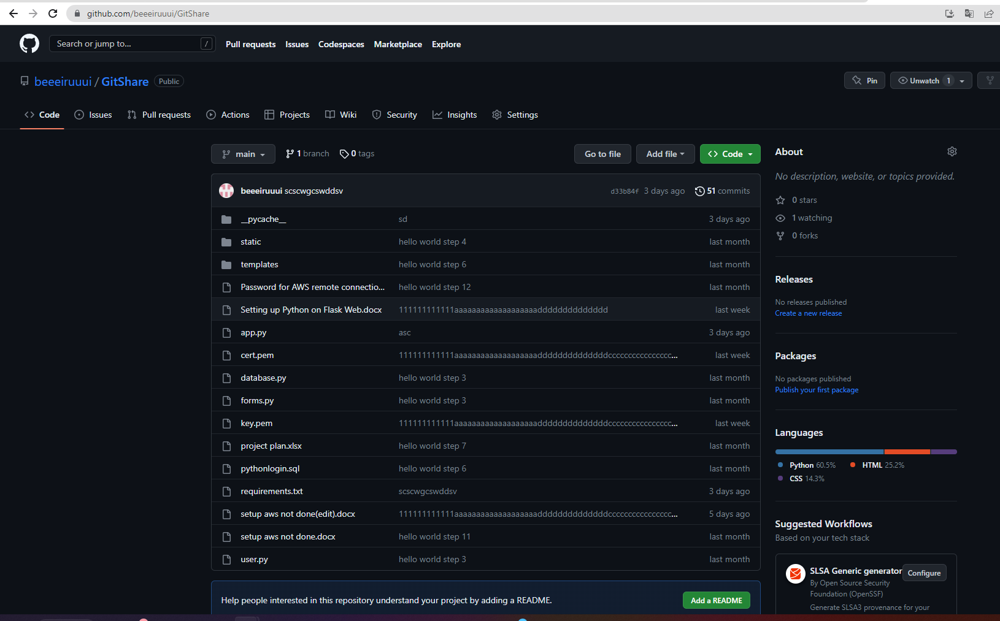 github.com/beeeiruuui/GitShare
Search or jump to... /
Pull requests Issues Codespaces Marketplace Explore
beeeiruuui / GitShare Public
Pin Unwatch 1
Code Issues Pull requests Actions Projects Wiki Security Insights Settings
main 1 branch 0 tags Go to file Add file Code
beeeiruuui scscwgcswddsv d33b84f 3 days ago 51 commits
__pycache__ sd 3 days ago
static hello world step 4 last month
templates hello world step 6 last month
Password for AWS remote connectio... hello world step 12 last month
Setting up Python on Flask Web.docx last week
app.py asc 3 days ago
cert.pem last week
database.py hello world step 3 last month
forms.py hello world step 3 last month
key.pem last week
project plan.xlsx hello world step 7 last month
pythonlogin.sql hello world step 6 last month
requirements.txt scscwgcswddsv 3 days ago
setup aws not done(edit).docx 5 days ago
setup aws not done.docx hello world step 11 last month
user.py hello world step 3 last month
Help people interested in this repository understand your project by adding a README. Add a README
About
No description, website, or topics provided.
0 stars
1 watching
0 forks
Releases
No releases published
Create a new release
Packages
No packages published
Publish your first package
Languages
Python 60.5% HTML 25.2%
CSS 14.3%
Suggested Workflows
Based on your tech stack
SLSA Generic generator Configure
By Open Source Security
Foundation (OpenSSF)
Generate SLSA3 provenance for your